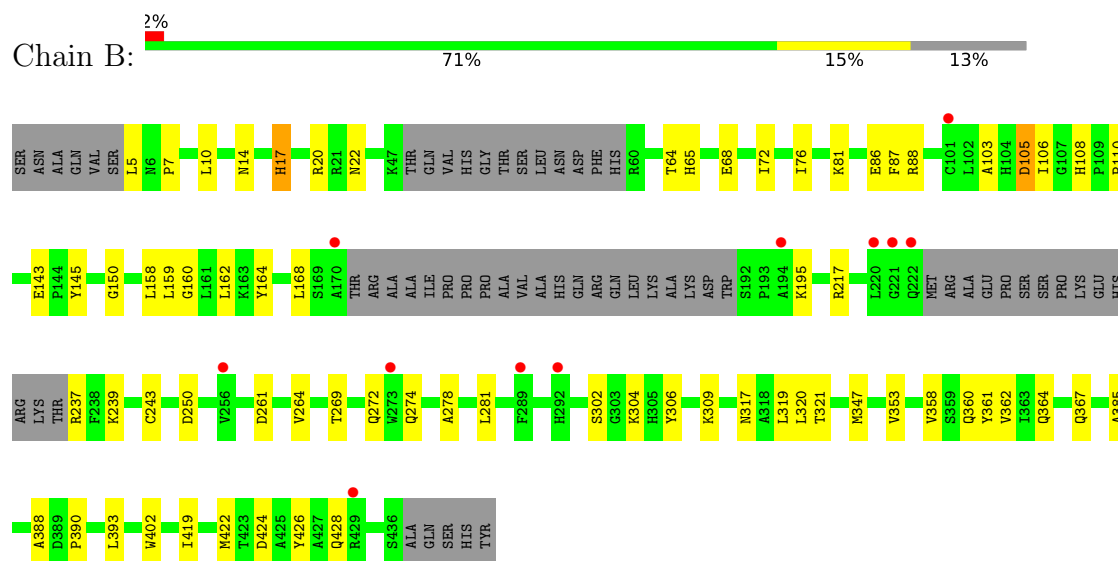 2%
Chain B:
71% 15% 13%
SER ASN ALA GLN VAL SER L5 N6 P7 L10 N14 H17 R20 R21 N22 K47 THR GLN VAL HIS GLY THR SER LEU ASN ASP PHE HIS R60 T64 H65 E68 I72 I76 K81 E86 F87 R88 C101 L102 A103 H104 D105 I106 G107 H108 P109
E143 P144 Y145 G150 L158 L159 G160 L161 L162 K163 Y164 L168 S169 A170 THR ARG ALA ALA ILE PRO PRO PRO ALA VAL ALA HIS GLN ARG GLN LEU LYS ALA LYS ASP TRP S192 P193 A194 K195 R217 L220 G221 Q222 MET ARG ALA GLU PRO SER SER PRO LYS GLU HIS
ARG LYS THR R237 F238 K239 C243 D250 V256 D261 V264 T269 Q272 W273 Q274 A278 L281 F289 H292 S302 G303 K304 H305 Y306 K309 N317 A318 L319 L320 T321 M347 V353 V358 S359 Q360 Y361 V362 I363 Q364 Q367 A385
A388 D389 P390 L393 W402 I419 M422 T423 D424 A425 Y426 A427 Q428 R429 S436 ALA GLN SER HIS TYR